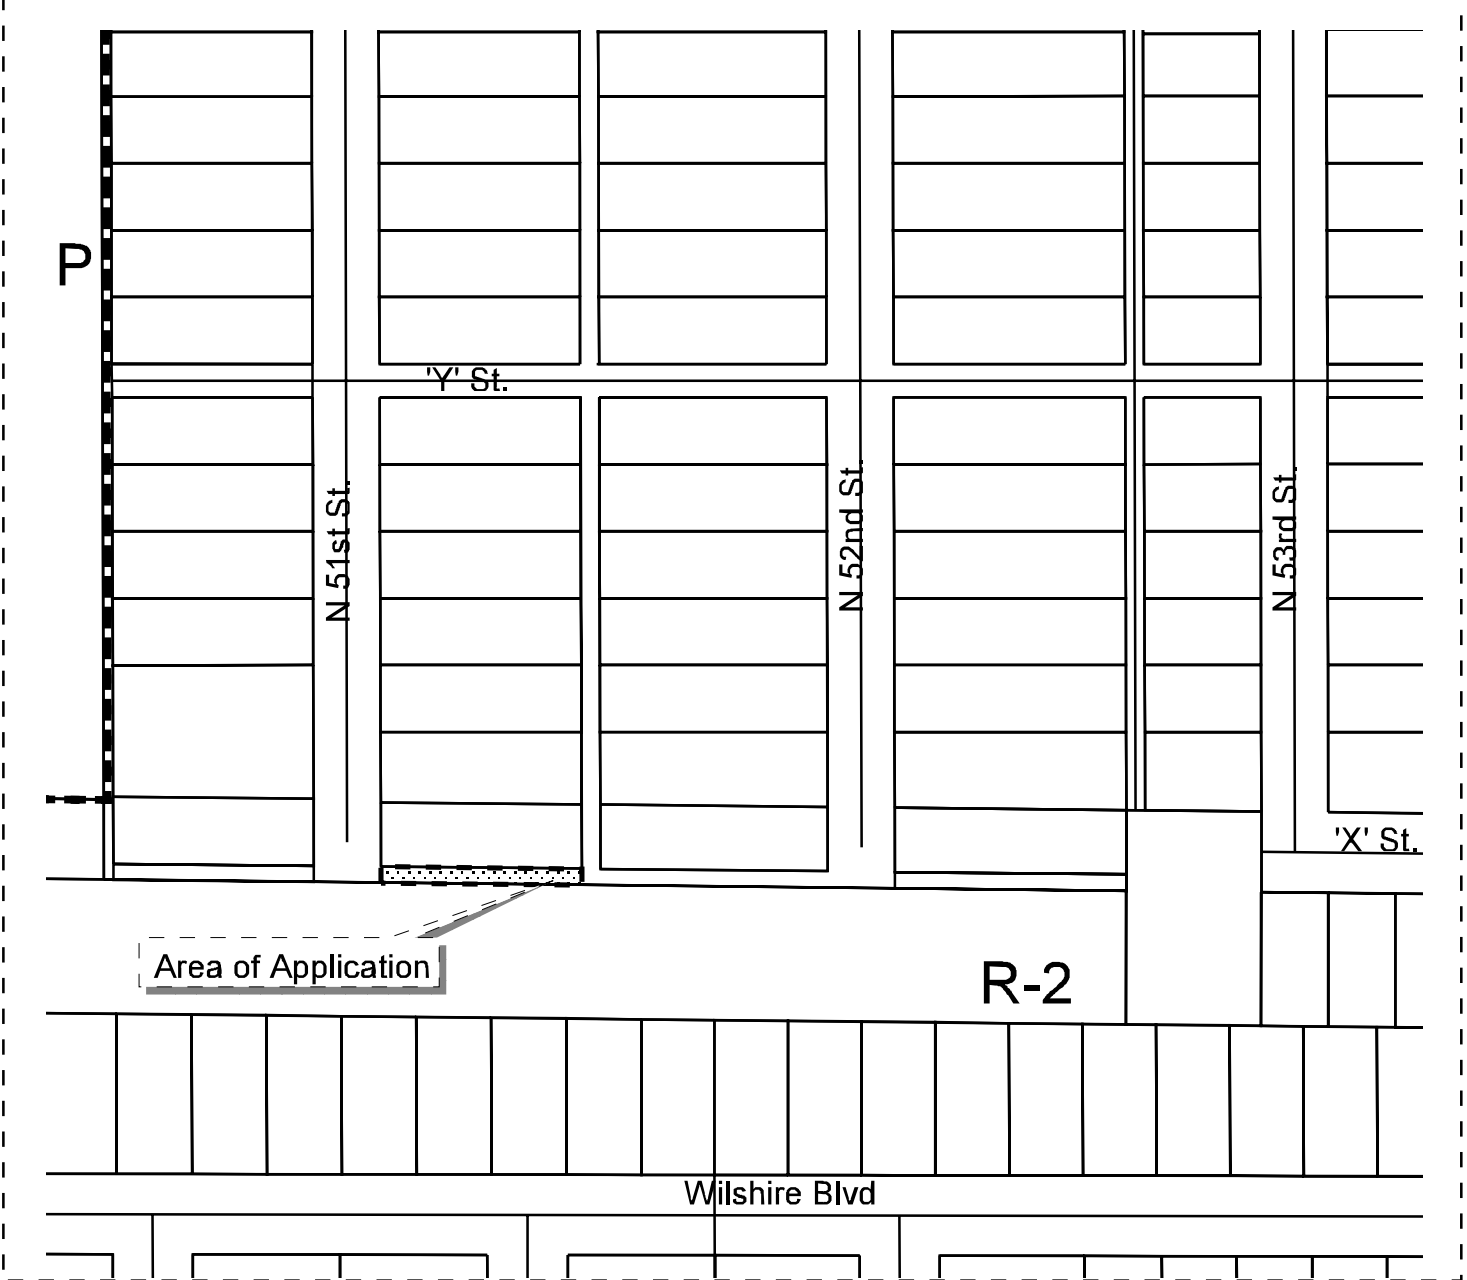 P
'Y' St.
N 51st St.
N 52nd St.
N 53rd St.
'X' St.
Area of Application
R-2
Wilshire Blvd